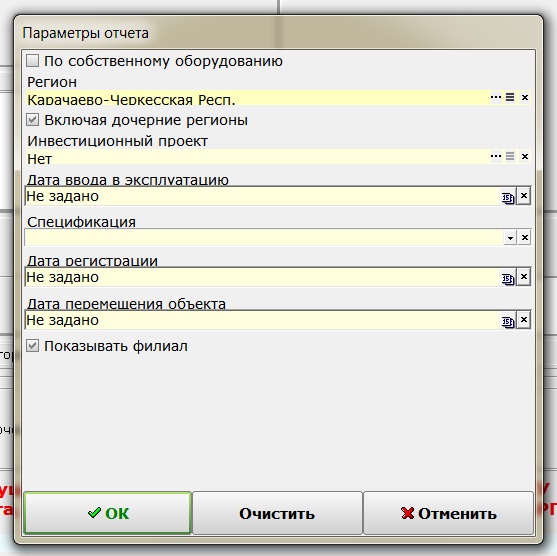 Параметры отчета
По собственному оборудованию
Регион
Карачаево-Черкесская Респ.
Включая дочерние регионы
Инвестиционный проект
Нет
Дата ввода в эксплуатацию
Не задано
Спецификация
Дата регистрации
Не задано
Дата перемещения объекта
Не задано
Показывать филиал
ОК Очистить Отменить